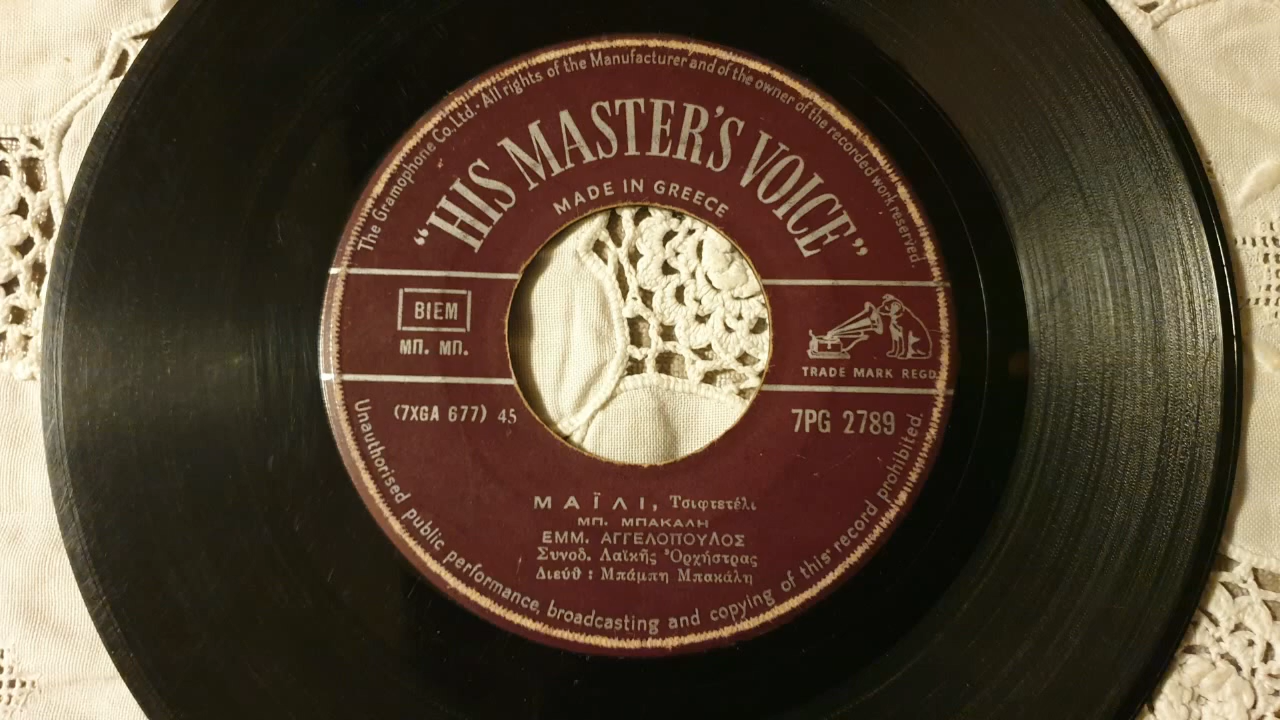 The Gramophone Co. Ltd. · All rights of the Manufacturer and of the owner of the recorded work reserved.
“HIS MASTER'S VOICE”
MADE IN GREECE
BIEM
ΜΠ. ΜΠ.
TRADE MARK REGD.
(7XGA 677) 45
7PG 2789
ΜΑΪΛΙ, Τσιφτετέλι
ΜΠ. ΜΠΑΚΑΛΗ
ΕΜΜ. ΑΓΓΕΛΟΠΟΥΛΟΣ
Συνοδ. Λαϊκῆς Ὀρχήστρας
Διεύθ : Μπάμπη Μπακάλη
Unauthorised public performance, broadcasting and copying of this record prohibited.